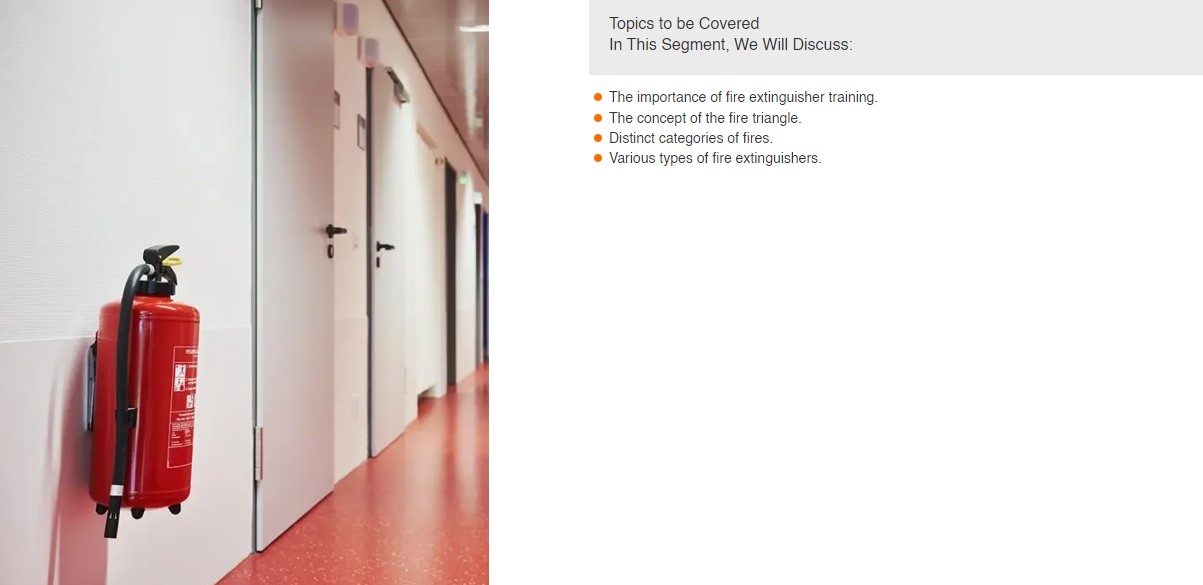 Topics to be Covered
In This Segment, We Will Discuss:
The importance of fire extinguisher training.
The concept of the fire triangle.
Distinct categories of fires.
Various types of fire extinguishers.